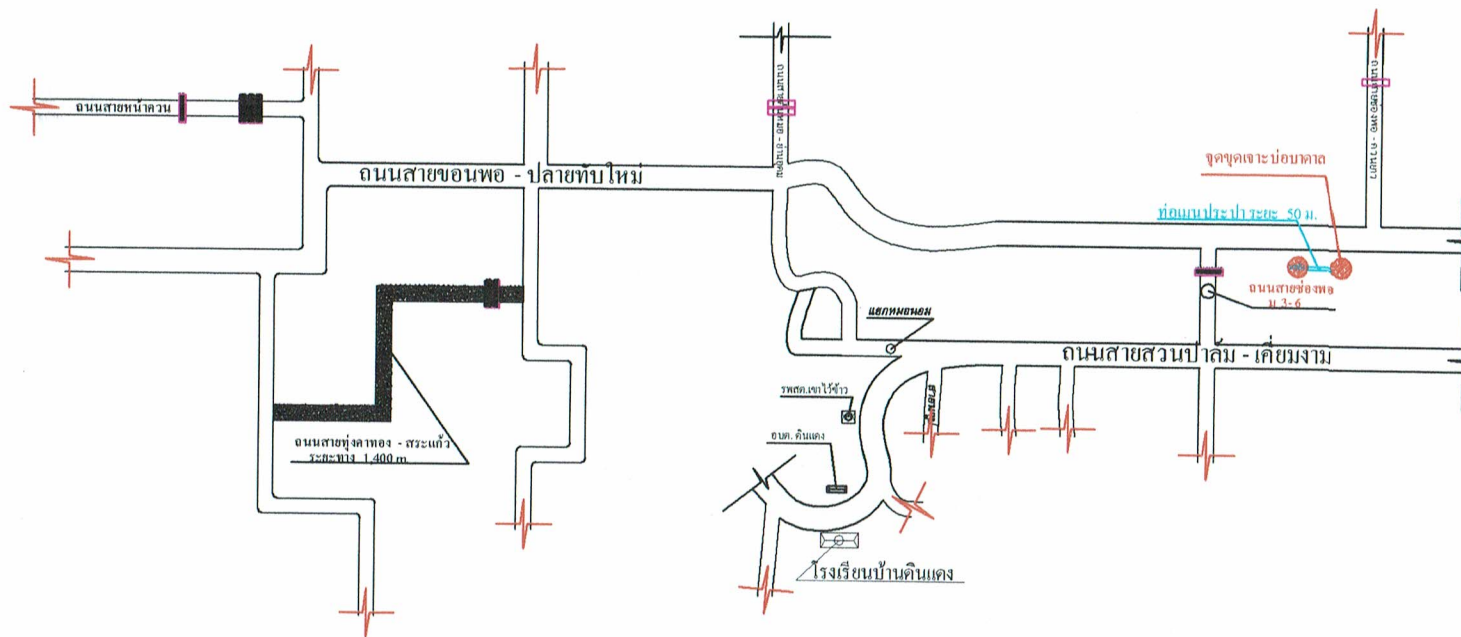 ถนนสายหน้าควน
ถนนสายขอนพอ - ปลายทับใหม่
จุดขุดเจาะบ่อบาดาล
ท่อเมนประปา ระยะ 50 ม.
ถนนสายช่องพอ
ม 3-6
แยกหมอนอม
ถนนสายสวนปาล์ม - เคี่ยมงาม
รพสต.เขาไว้ข้าว
อบต. ดินแดง
ถนนสายทุ่งคาทอง - สระแก้ว
ระยะทาง 1,400 m
โรงเรียนบ้านดินแดง